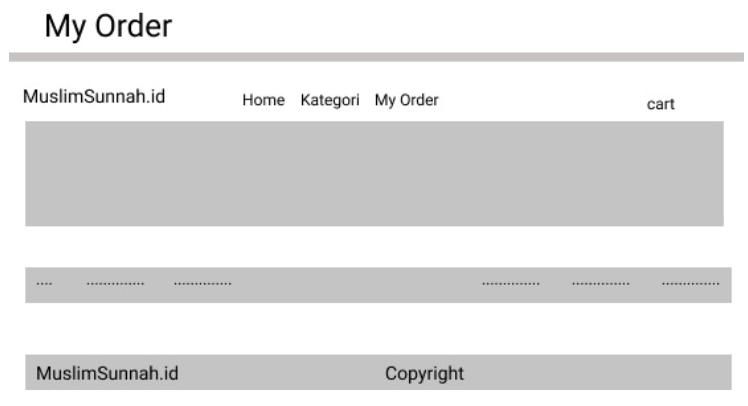 My Order
MuslimSunnah.id Home Kategori My Order cart
.... .............. .............. .............. .............. ..............
MuslimSunnah.id Copyright